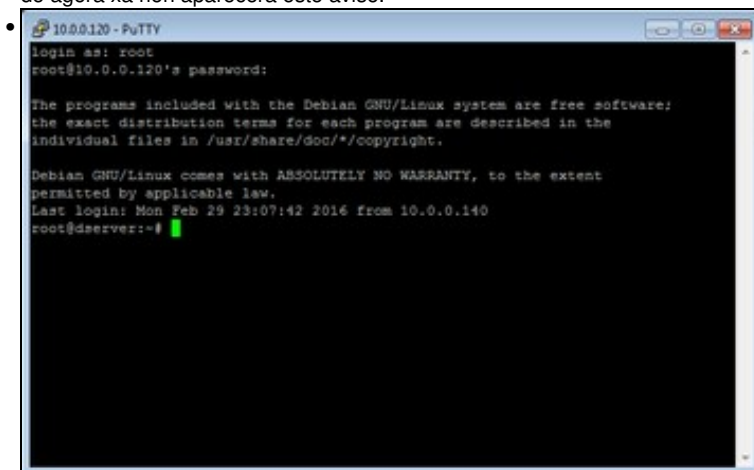 de agora xa non aparecerá este aviso.
10.0.0.120 - PuTTY
login as: root
root@10.0.0.120's password:
The programs included with the Debian GNU/Linux system are free software;
the exact distribution terms for each program are described in the
individual files in /usr/share/doc/*/copyright.
Debian GNU/Linux comes with ABSOLUTELY NO WARRANTY, to the extent
permitted by applicable law.
Last login: Mon Feb 29 23:07:42 2016 from 10.0.0.140
root@dserver:~#